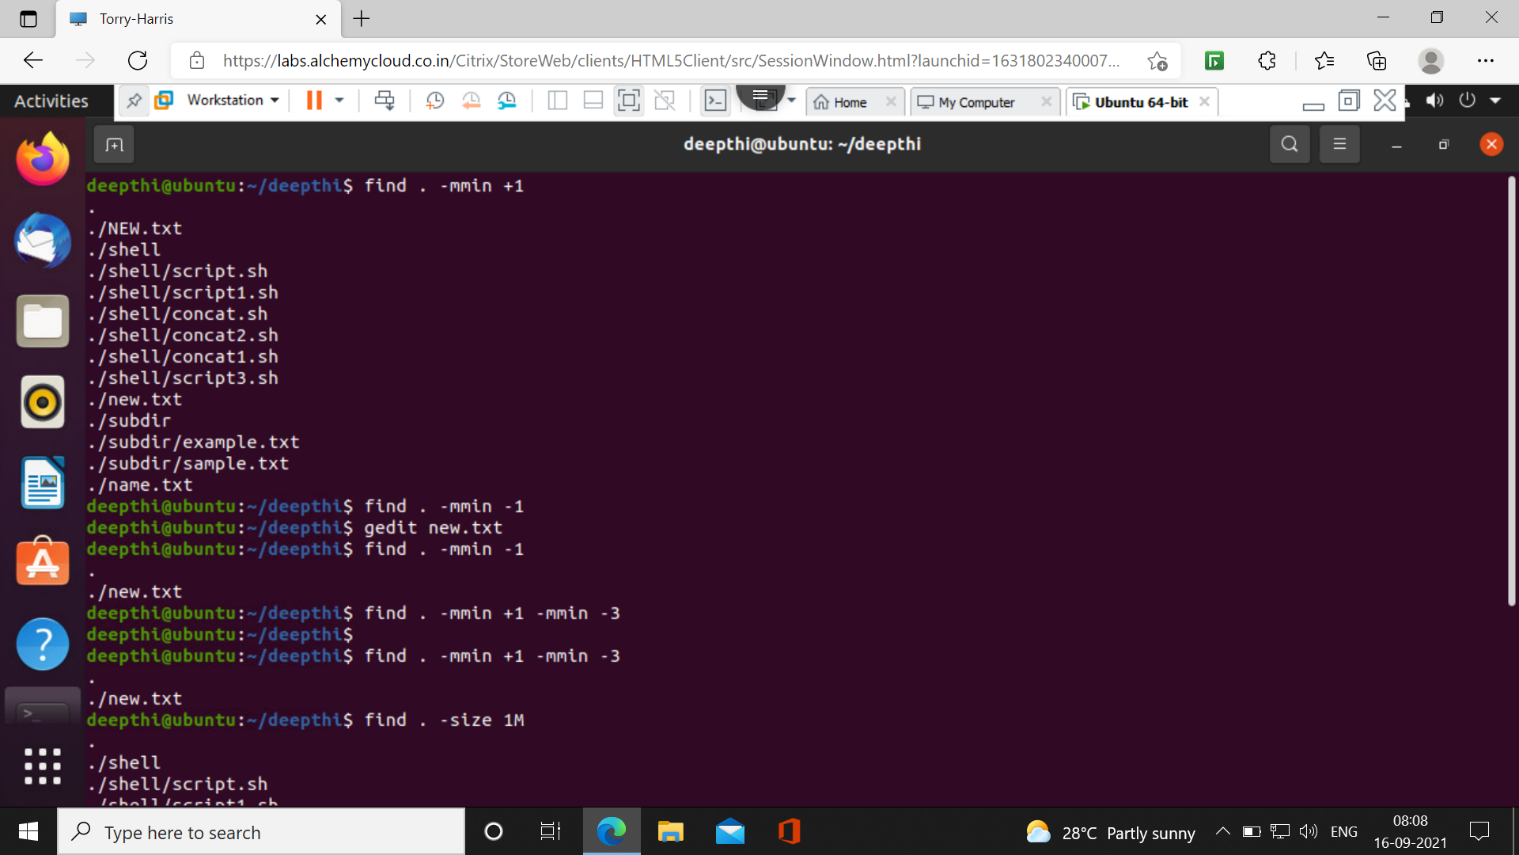 Torry-Harris
https://labs.alchemycloud.co.in/Citrix/StoreWeb/clients/HTML5Client/src/SessionWindow.html?launchid=1631802340007...
Activities
Workstation
Home
My Computer
Ubuntu 64-bit
deepthi@ubuntu: ~/deepthi
deepthi@ubuntu:~/deepthi$ find . -mmin +1
.
./NEW.txt
./shell
./shell/script.sh
./shell/script1.sh
./shell/concat.sh
./shell/concat2.sh
./shell/concat1.sh
./shell/script3.sh
./new.txt
./subdir
./subdir/example.txt
./subdir/sample.txt
./name.txt
deepthi@ubuntu:~/deepthi$ find . -mmin -1
deepthi@ubuntu:~/deepthi$ gedit new.txt
deepthi@ubuntu:~/deepthi$ find . -mmin -1
.
./new.txt
deepthi@ubuntu:~/deepthi$ find . -mmin +1 -mmin -3
deepthi@ubuntu:~/deepthi$
deepthi@ubuntu:~/deepthi$ find . -mmin +1 -mmin -3
.
./new.txt
deepthi@ubuntu:~/deepthi$ find . -size 1M
.
./shell
./shell/script.sh
./shell/script1.sh
Type here to search
28°C Partly sunny
ENG
08:08
16-09-2021